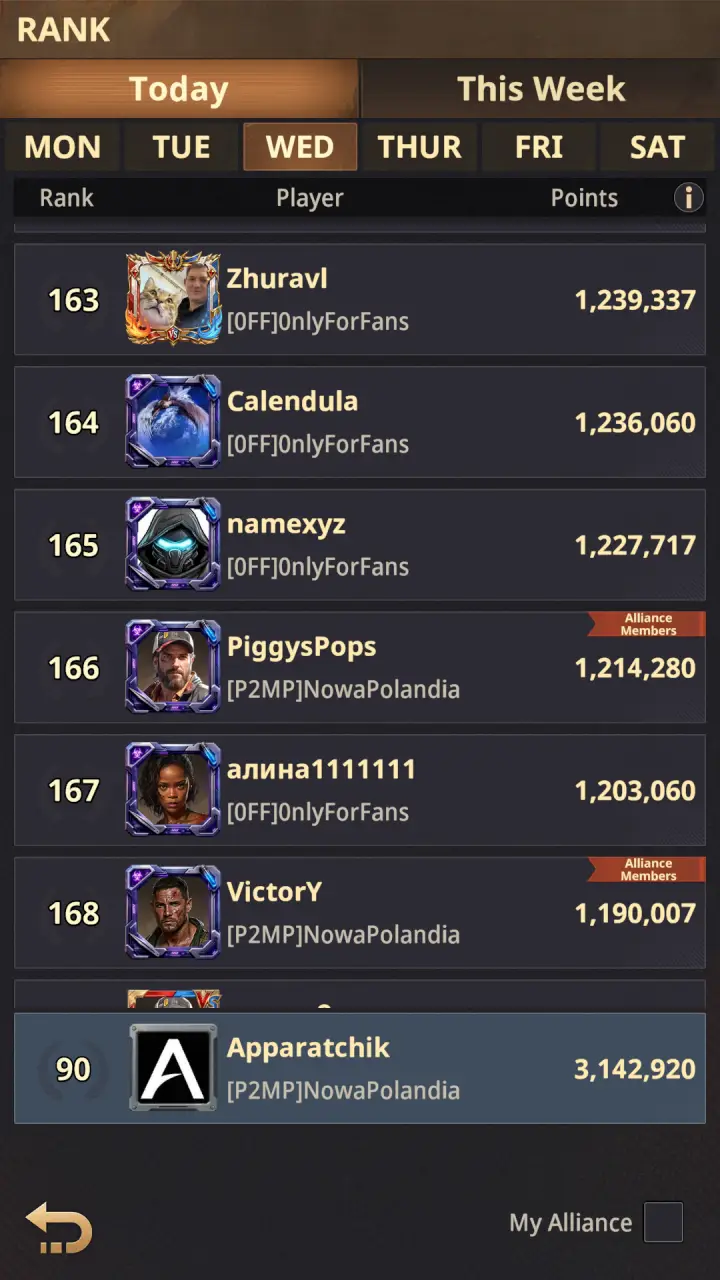 RANK
Today
This Week
MON
TUE
WED
THUR
FRI
SAT
Rank
Player
Points
i
163
Zhuravl
[0FF]0nlyForFans
1,239,337
164
Calendula
[0FF]0nlyForFans
1,236,060
165
namexyz
[0FF]0nlyForFans
1,227,717
166
PiggysPops
[P2MP]NowaPolandia
Alliance
Members
1,214,280
167
алина1111111
[0FF]0nlyForFans
1,203,060
168
VictorY
[P2MP]NowaPolandia
Alliance
Members
1,190,007
VS
90
Apparatchik
[P2MP]NowaPolandia
3,142,920
My Alliance